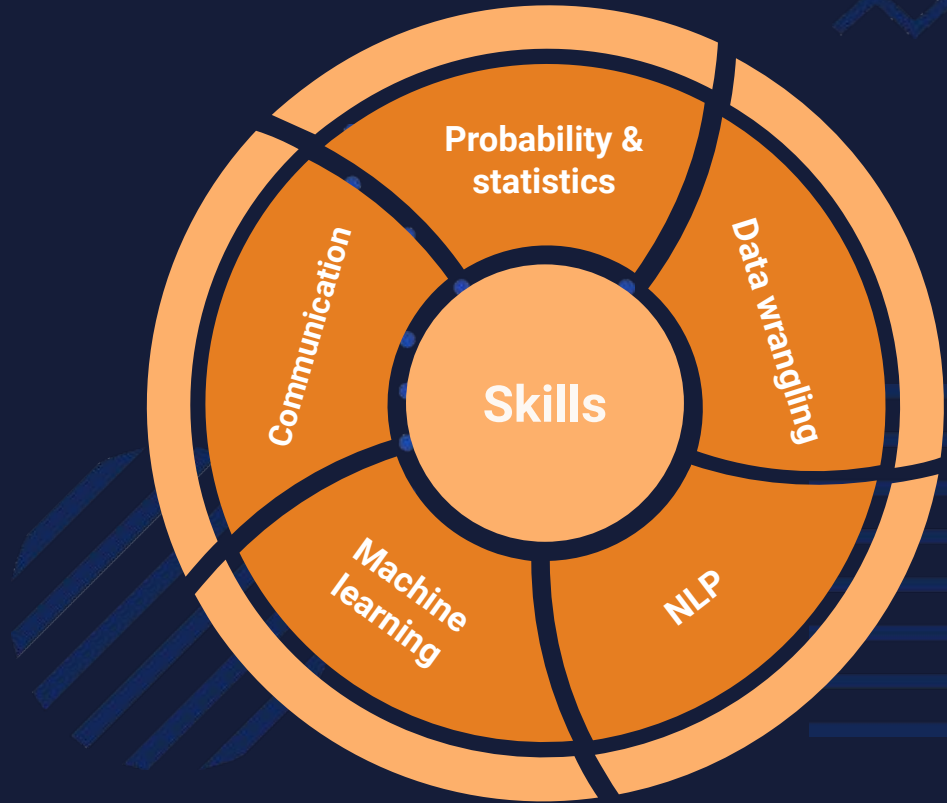 Probability &
statistics
Data wrangling
NLP
Machine
learning
Communication
Skills